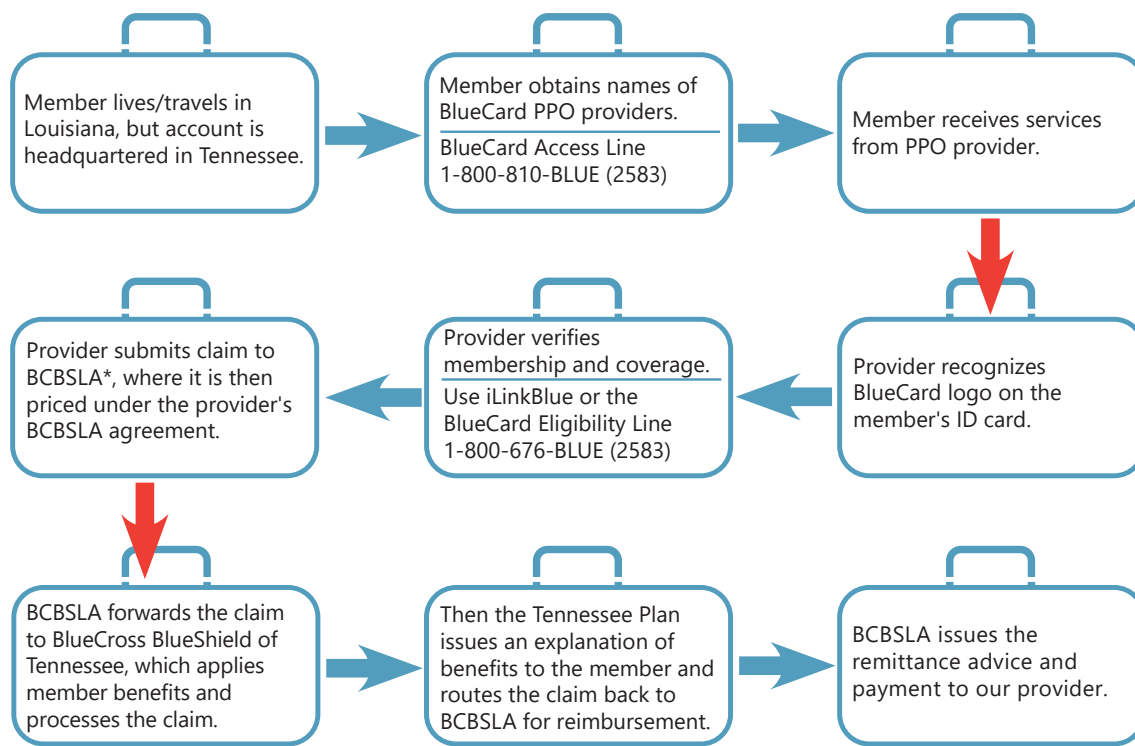 Member lives/travels in
Louisiana, but account is
headquartered in Tennessee.
Member obtains names of
BlueCard PPO providers.
BlueCard Access Line
1-800-810-BLUE (2583)
Member receives services
from PPO provider.
Provider recognizes
BlueCard logo on the
member's ID card.
Provider verifies
membership and coverage.
Use iLinkBlue or the
BlueCard Eligibility Line
1-800-676-BLUE (2583)
Provider submits claim to
BCBSLA*, where it is then
priced under the provider's
BCBSLA agreement.
BCBSLA forwards the claim
to BlueCross BlueShield of
Tennessee, which applies
member benefits and
processes the claim.
Then the Tennessee Plan
issues an explanation of
benefits to the member and
routes the claim back to
BCBSLA for reimbursement.
BCBSLA issues the
remittance advice and
payment to our provider.